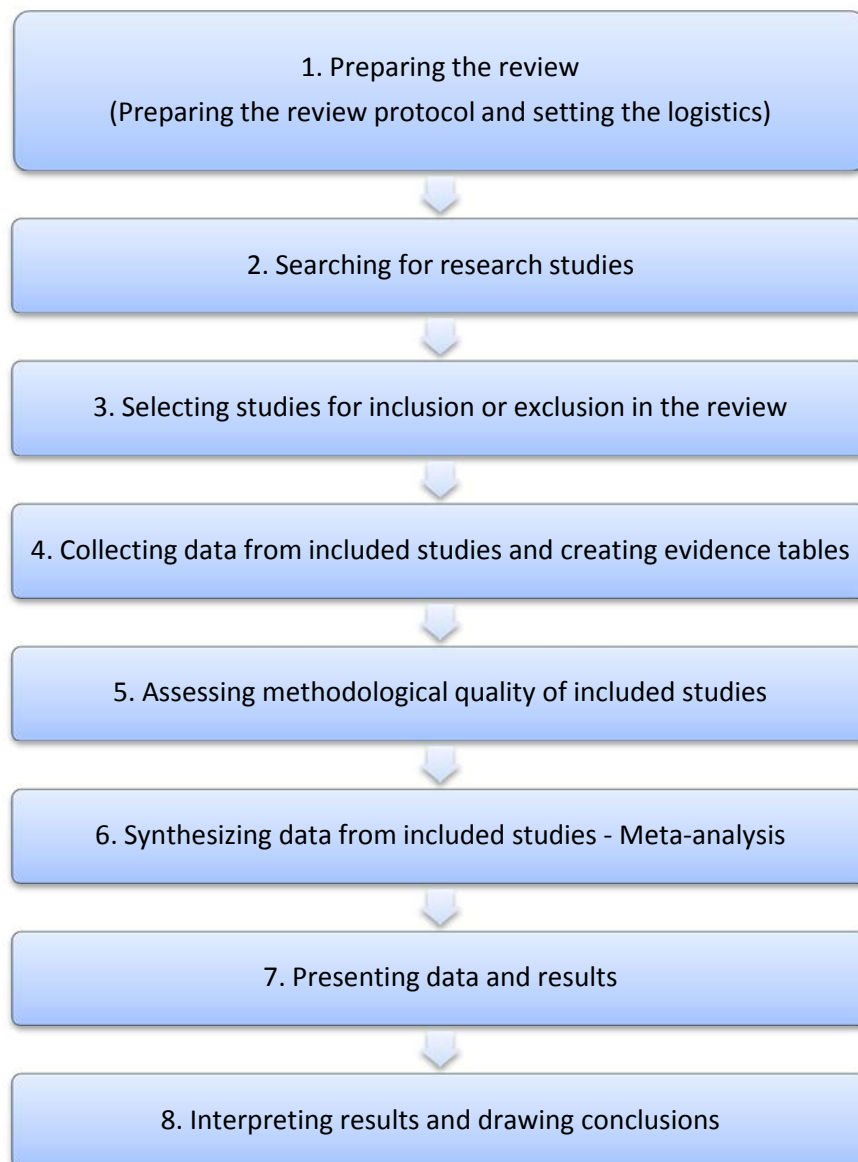 1. Preparing the review
(Preparing the review protocol and setting the logistics)
2. Searching for research studies
3. Selecting studies for inclusion or exclusion in the review
4. Collecting data from included studies and creating evidence tables
5. Assessing methodological quality of included studies
6. Synthesizing data from included studies - Meta-analysis
7. Presenting data and results
8. Interpreting results and drawing conclusions